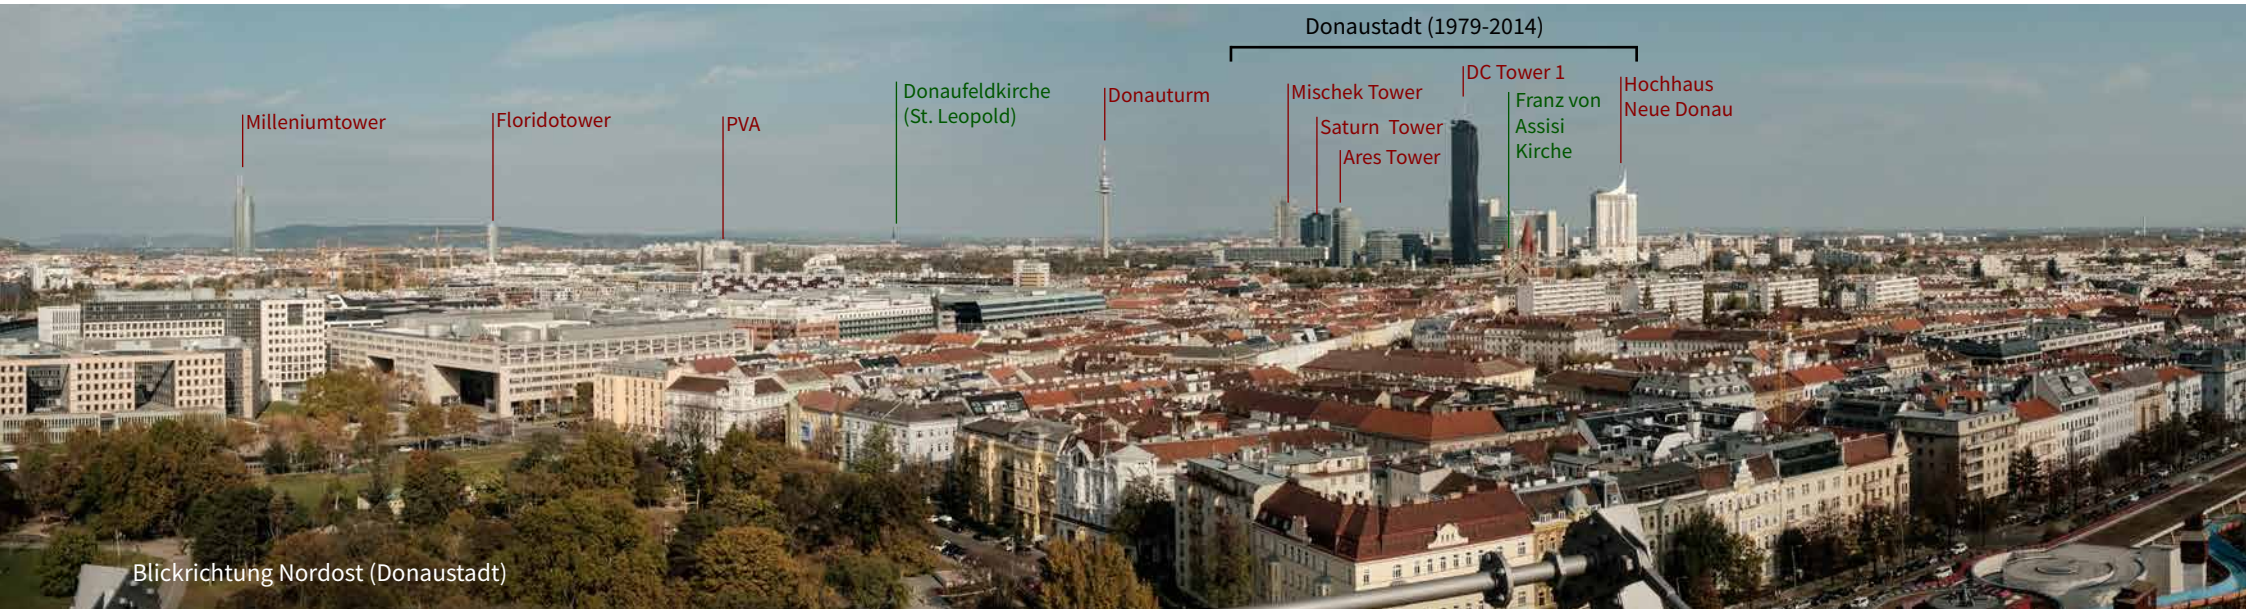 Donaustadt (1979-2014)
Milleniumtower
Floridotower
PVA
Donaufeldkirche
(St. Leopold)
Donauturm
Mischek Tower
Saturn Tower
Ares Tower
DC Tower 1
Franz von
Assisi
Kirche
Hochhaus
Neue Donau
Blickrichtung Nordost (Donaustadt)